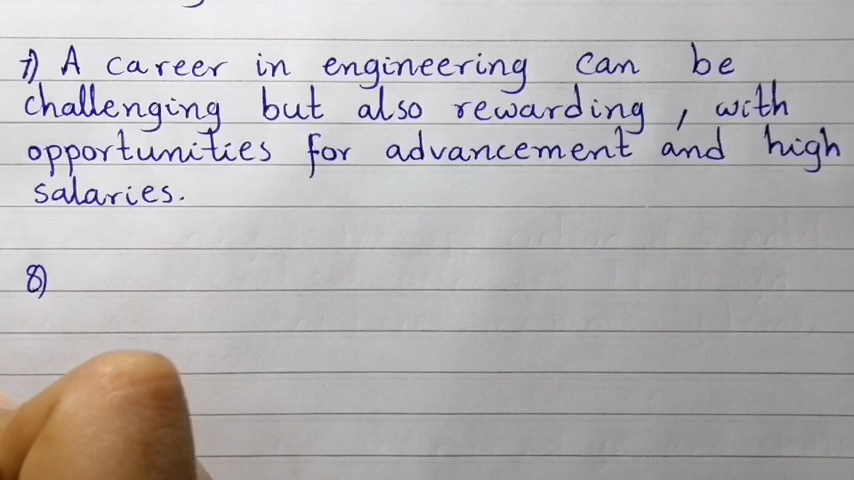 7) A career in engineering can be
challenging but also rewarding, with
opportunities for advancement and high
salaries.
8)